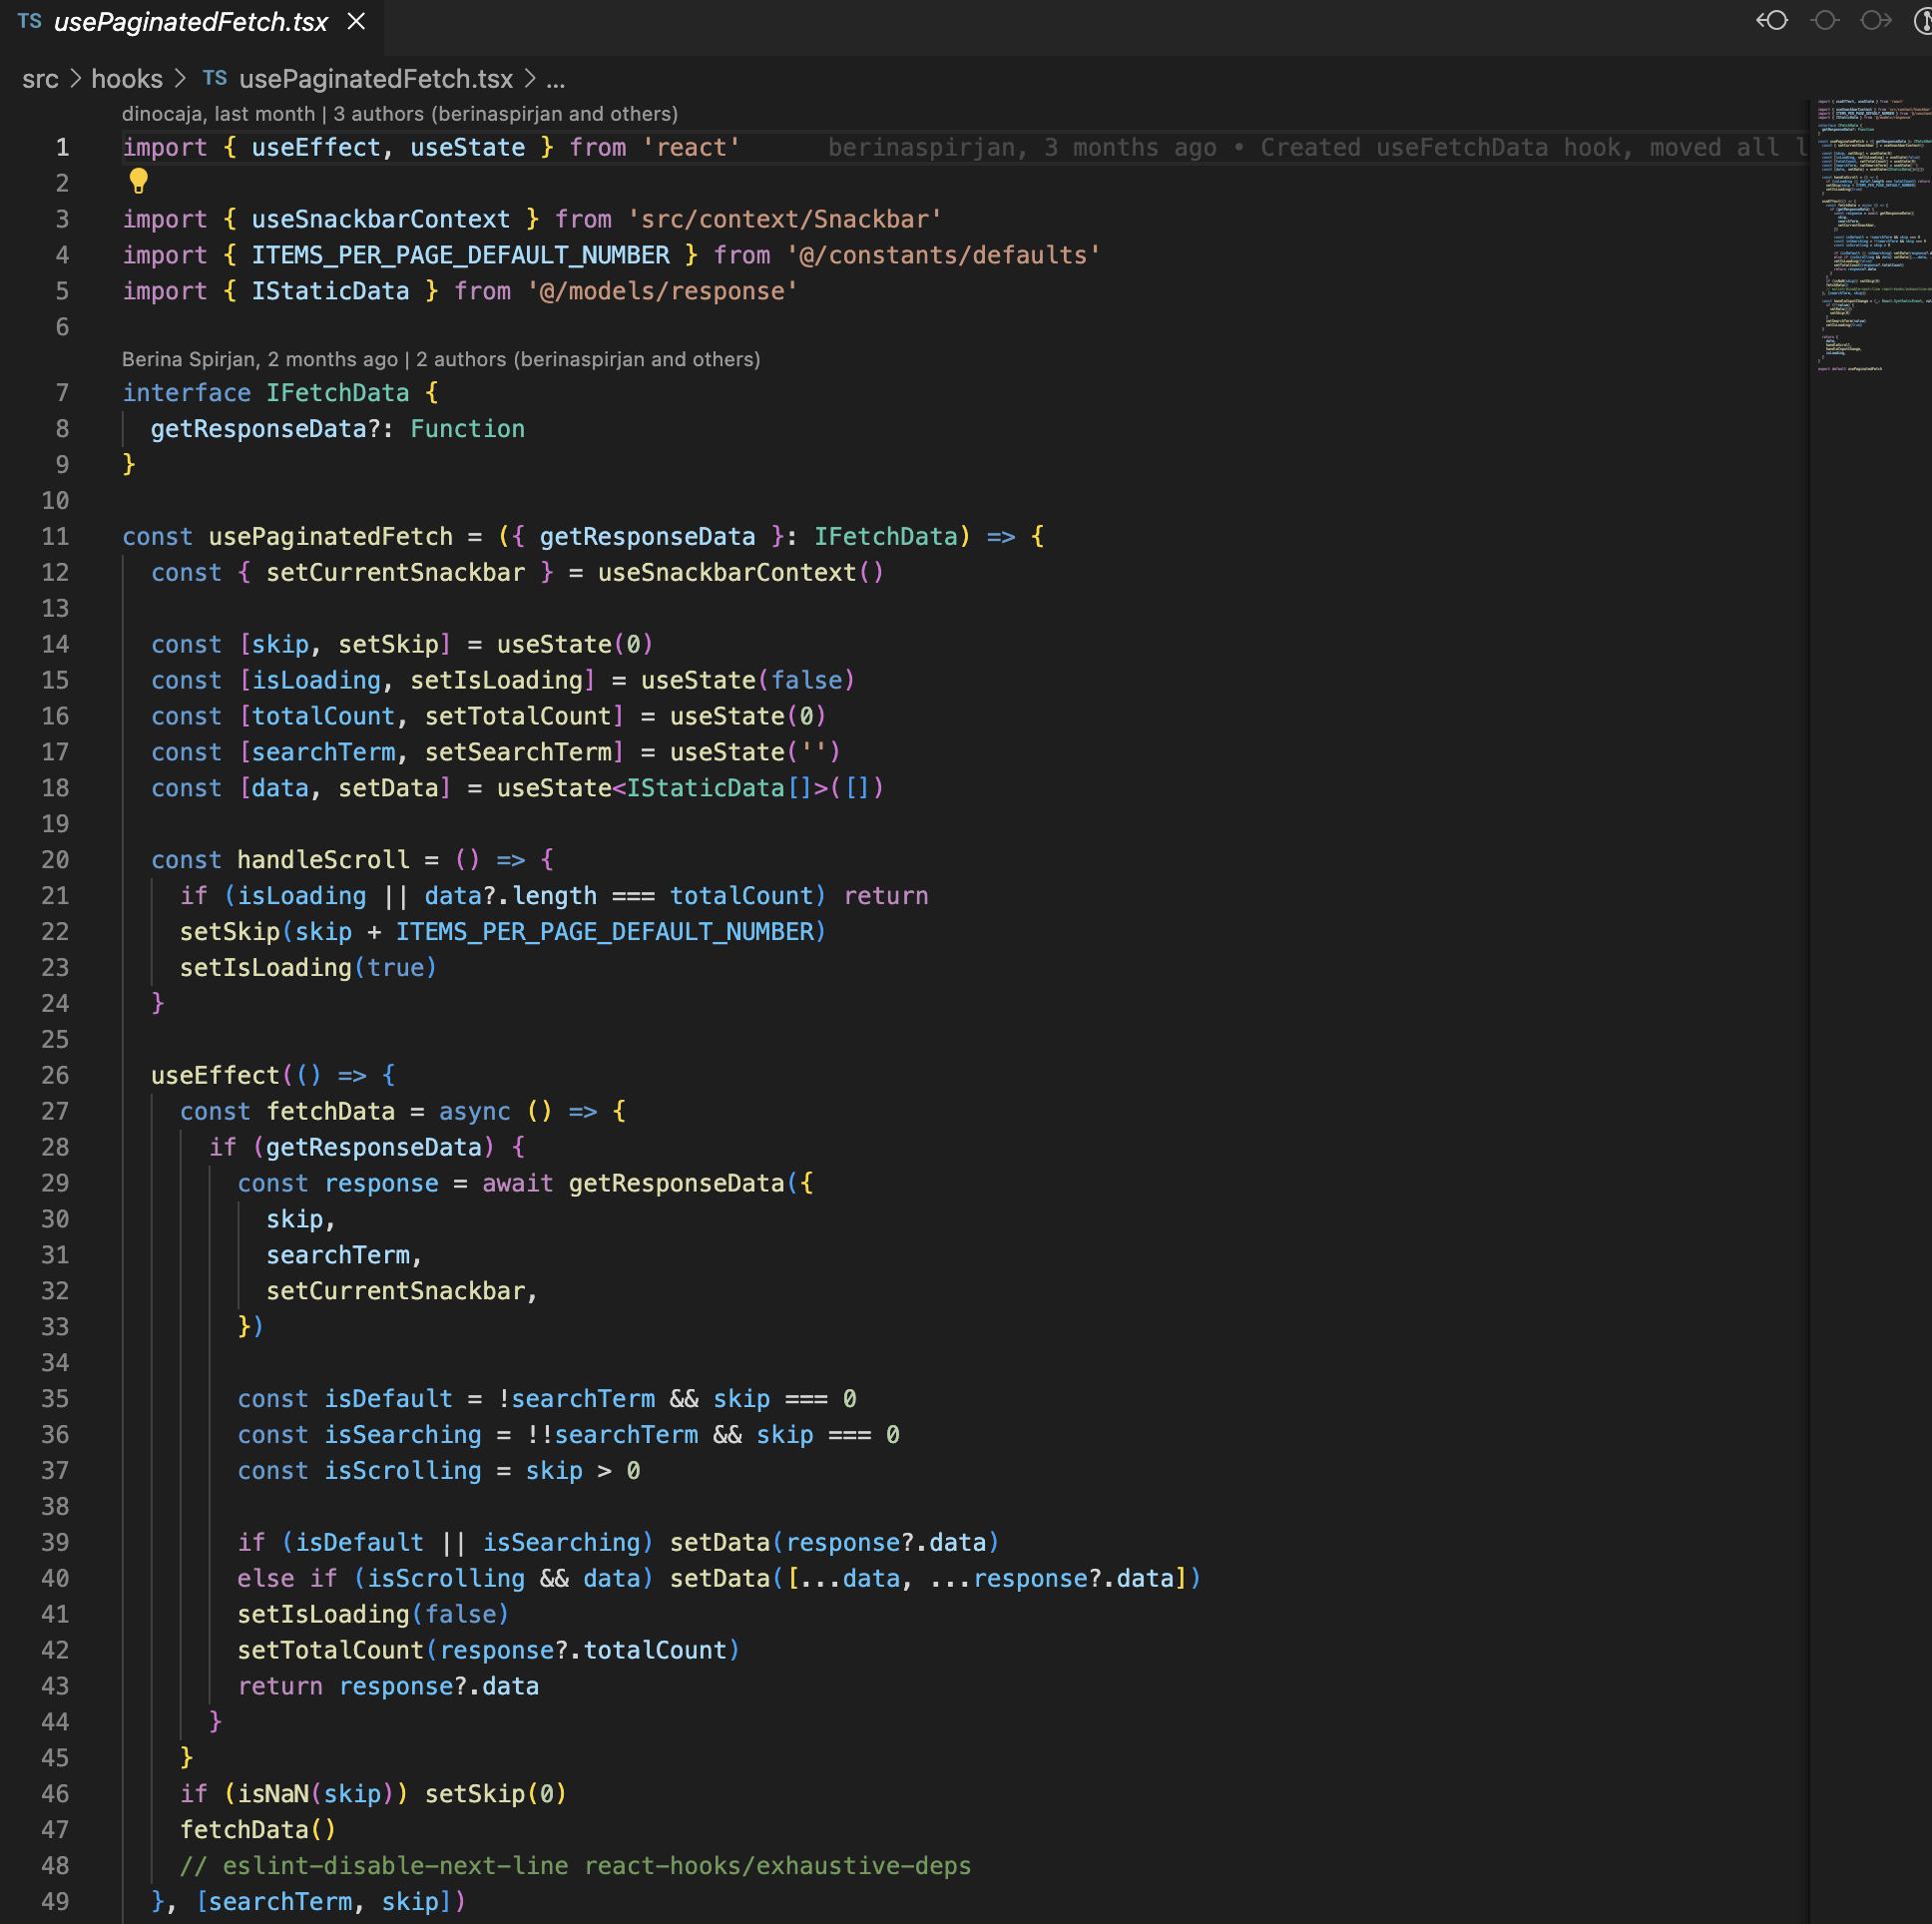 TS usePaginatedFetch.tsx
src > hooks > TS usePaginatedFetch.tsx > ...
dinocaja, last month | 3 authors (berinaspirjan and others)
1 import { useEffect, useState } from 'react' berinaspirjan, 3 months ago • Created useFetchData hook, moved all l
2
3 import { useSnackbarContext } from 'src/context/Snackbar'
4 import { ITEMS_PER_PAGE_DEFAULT_NUMBER } from '@/constants/defaults'
5 import { IStaticData } from '@/models/response'
6
Berina Spirjan, 2 months ago | 2 authors (berinaspirjan and others)
7 interface IFetchData {
8   getResponseData?: Function
9 }
10
11 const usePaginatedFetch = ({ getResponseData }: IFetchData) => {
12   const { setCurrentSnackbar } = useSnackbarContext()
13
14   const [skip, setSkip] = useState(0)
15   const [isLoading, setIsLoading] = useState(false)
16   const [totalCount, setTotalCount] = useState(0)
17   const [searchTerm, setSearchTerm] = useState('')
18   const [data, setData] = useState<IStaticData[]>([])
19
20   const handleScroll = () => {
21     if (isLoading || data?.length === totalCount) return
22     setSkip(skip + ITEMS_PER_PAGE_DEFAULT_NUMBER)
23     setIsLoading(true)
24   }
25
26   useEffect(() => {
27     const fetchData = async () => {
28       if (getResponseData) {
29         const response = await getResponseData({
30           skip,
31           searchTerm,
32           setCurrentSnackbar,
33         })
34
35         const isDefault = !searchTerm && skip === 0
36         const isSearching = !!searchTerm && skip === 0
37         const isScrolling = skip > 0
38
39         if (isDefault || isSearching) setData(response?.data)
40         else if (isScrolling && data) setData([...data, ...response?.data])
41         setIsLoading(false)
42         setTotalCount(response?.totalCount)
43         return response?.data
44       }
45     }
46     if (isNaN(skip)) setSkip(0)
47     fetchData()
48     // eslint-disable-next-line react-hooks/exhaustive-deps
49   }, [searchTerm, skip])